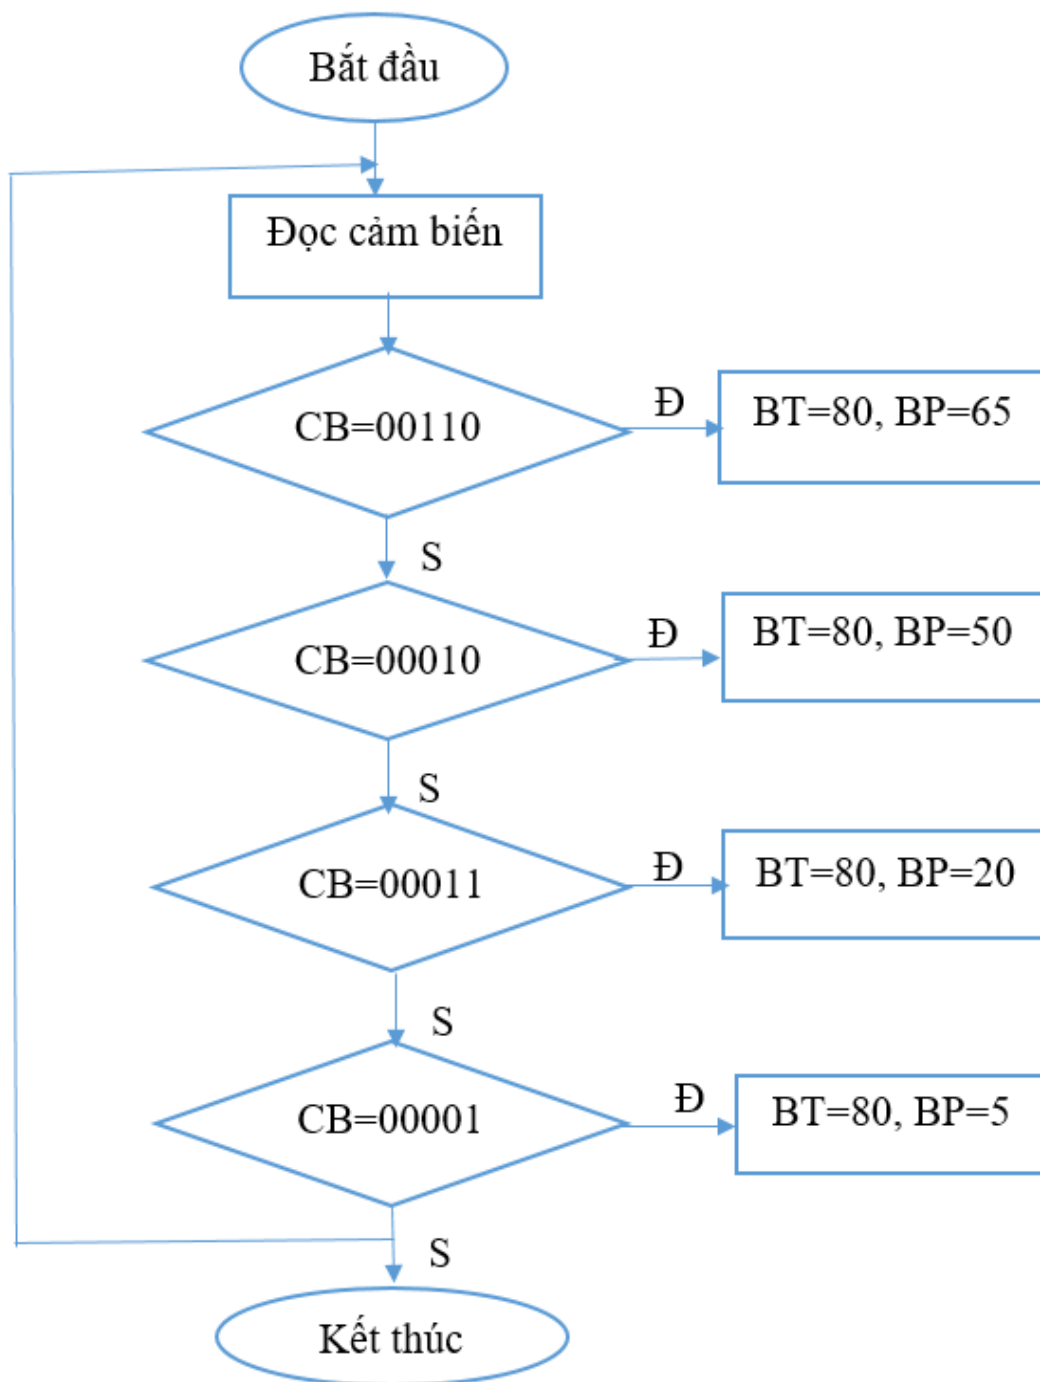 Bắt đầu
Đọc cảm biến
CB=00110
Đ
BT=80, BP=65
S
CB=00010
Đ
BT=80, BP=50
S
CB=00011
Đ
BT=80, BP=20
S
CB=00001
Đ
BT=80, BP=5
S
Kết thúc